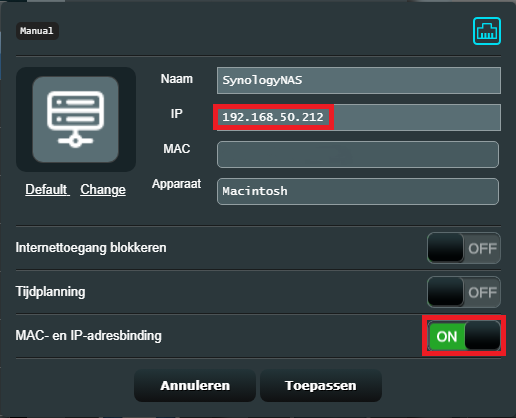 Manual
Naam
SynologyNAS
IP
192.168.50.212
MAC
Apparaat
Macintosh
Default Change
Internettoegang blokkeren
OFF
Tijdplanning
OFF
MAC- en IP-adresbinding
ON
Annuleren
Toepassen